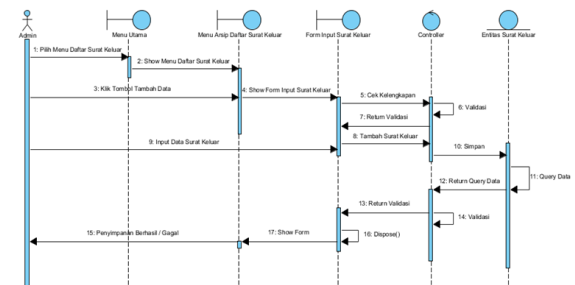 Admin
Menu Utama
Menu Arsip Daftar Surat Keluar
Form Input Surat Keluar
Controller
Entitas Surat Keluar
1: Pilih Menu Daftar Surat Keluar
2: Show Menu Daftar Surat Keluar
3: Klik Tombol Tambah Data
4: Show Form Input Surat Keluar
5: Cek Kelengkapan
6: Validasi
7: Return Validasi
8: Tambah Surat Keluar
9: Input Data Surat Keluar
10: Simpan
11: Query Data
12: Return Query Data
13: Return Validasi
14: Validasi
15: Penyimpanan Berhasil / Gagal
17: Show Form
16: Dispose()